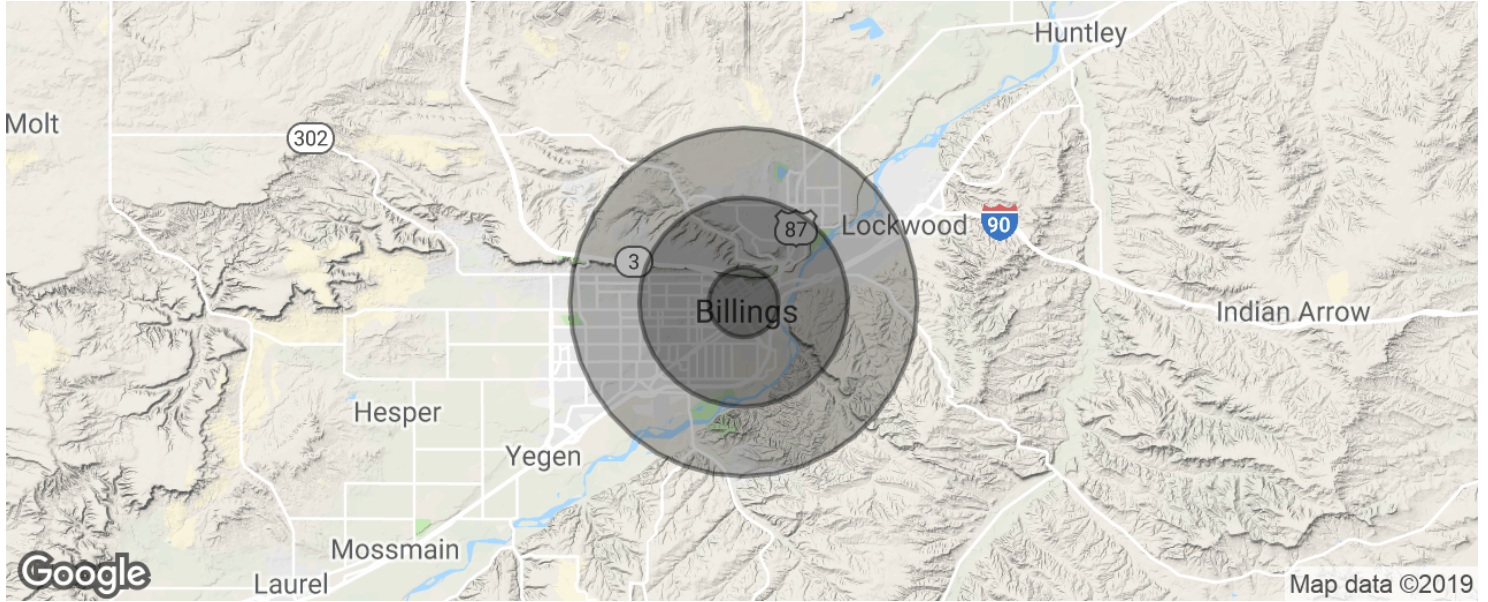 Huntley
Molt
302
87
Lockwood
90
3
Billings
Indian Arrow
Hesper
Yegen
Mossmain
Laurel
Google
Map data ©2019